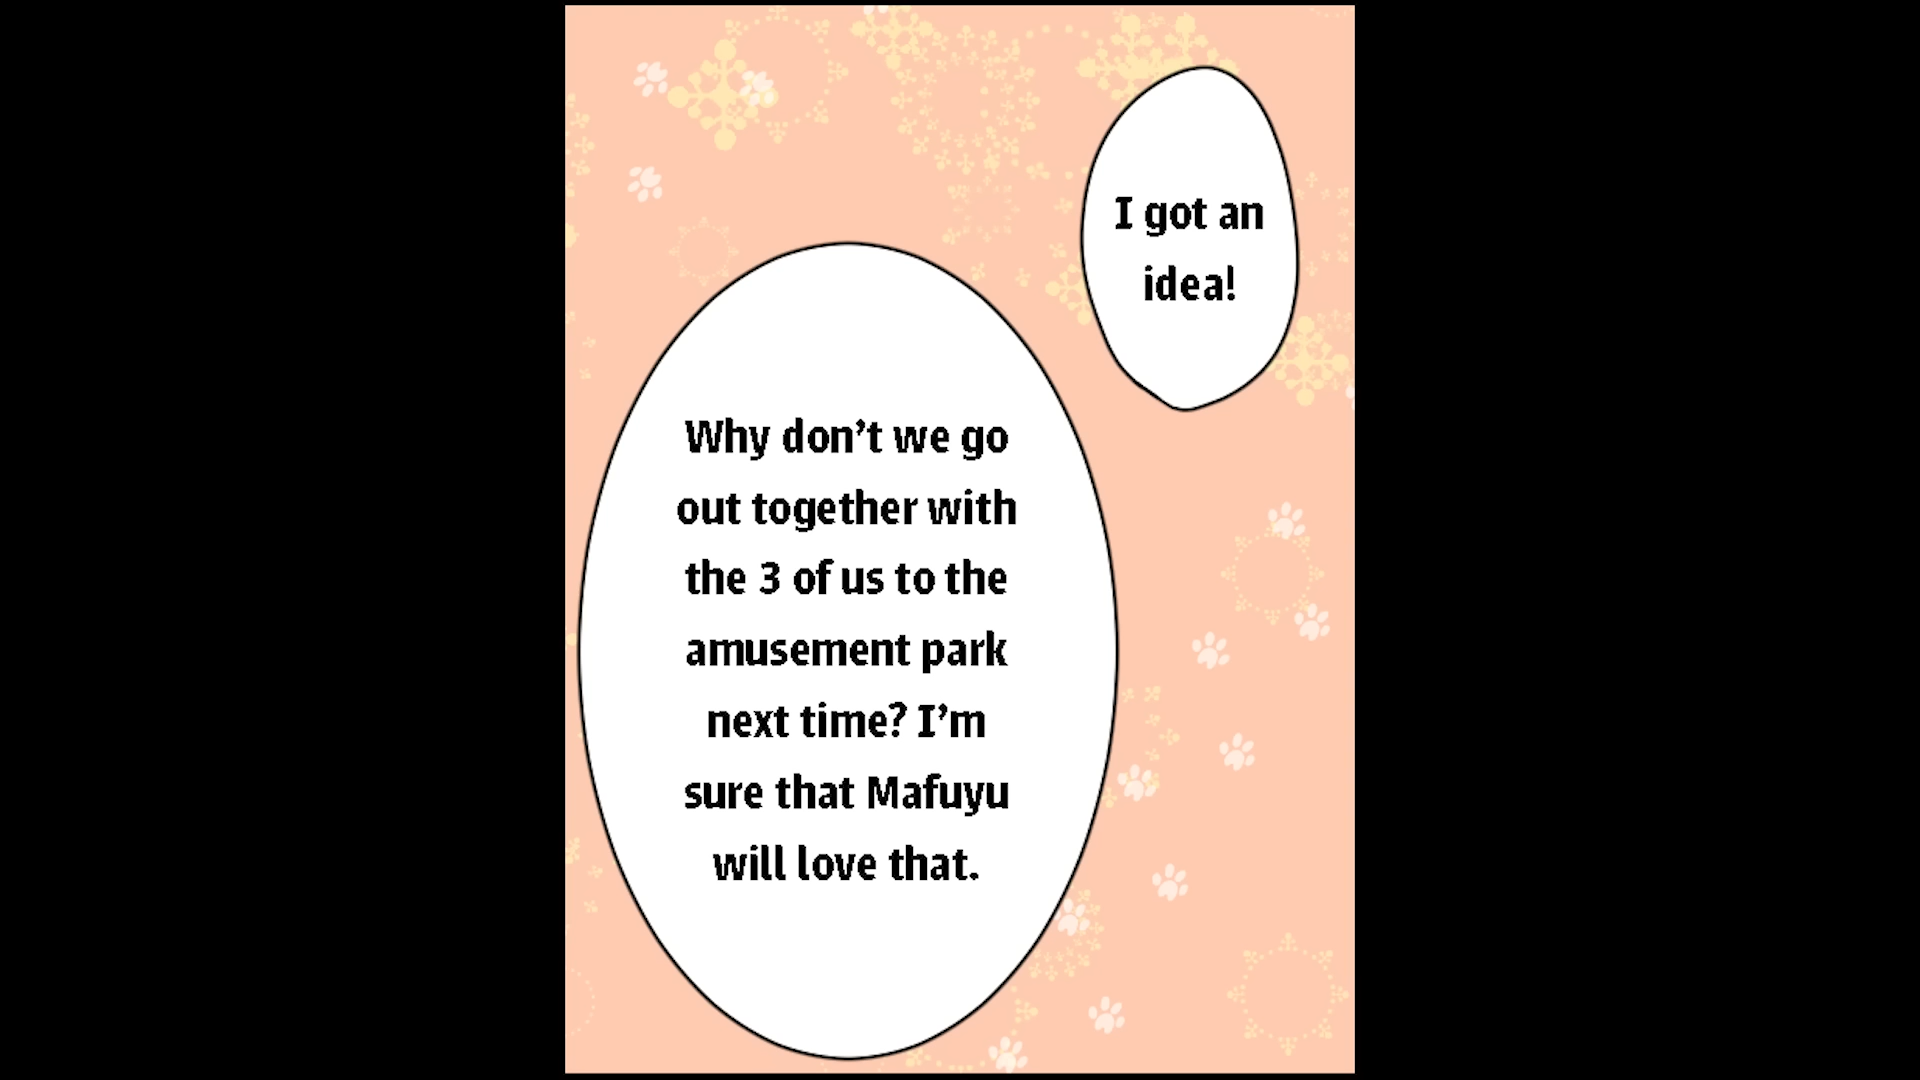 I got an
idea!
Why don’t we go
out together with
the 3 of us to the
amusement park
next time? I’m
sure that Mafuyu
will love that.